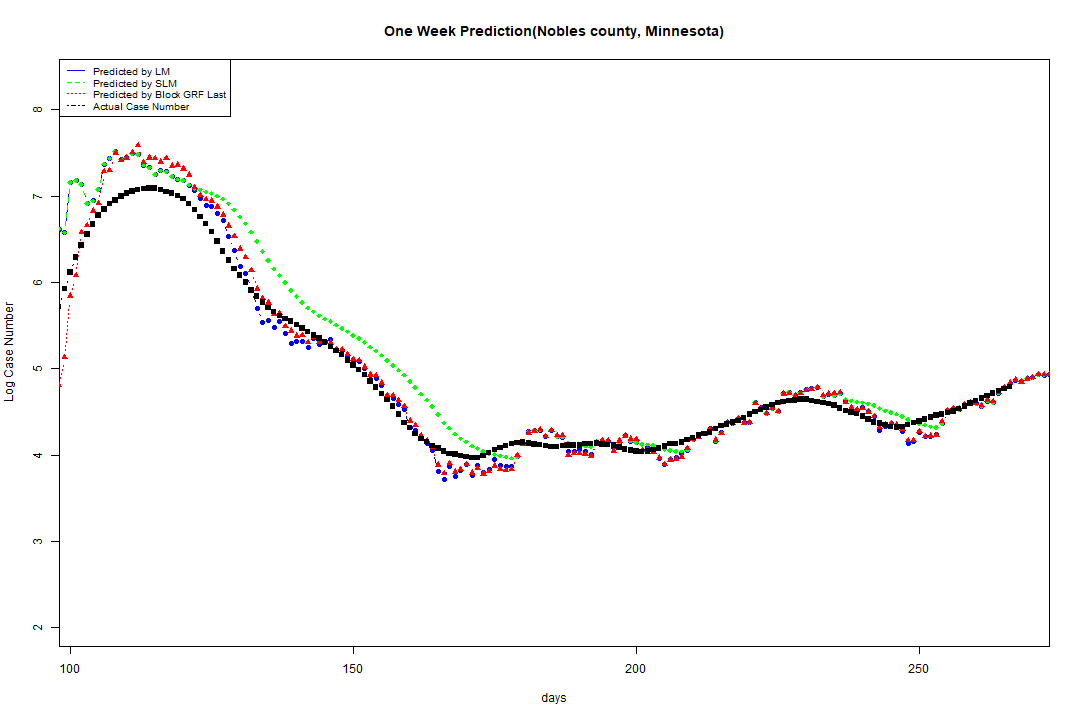 One Week Prediction(Nobles county, Minnesota)
Predicted by LM
Predicted by SLM
Predicted by Block GRF Last
Actual Case Number
8
7
6
5
4
3
2
Log Case Number
100 150 200 250
days